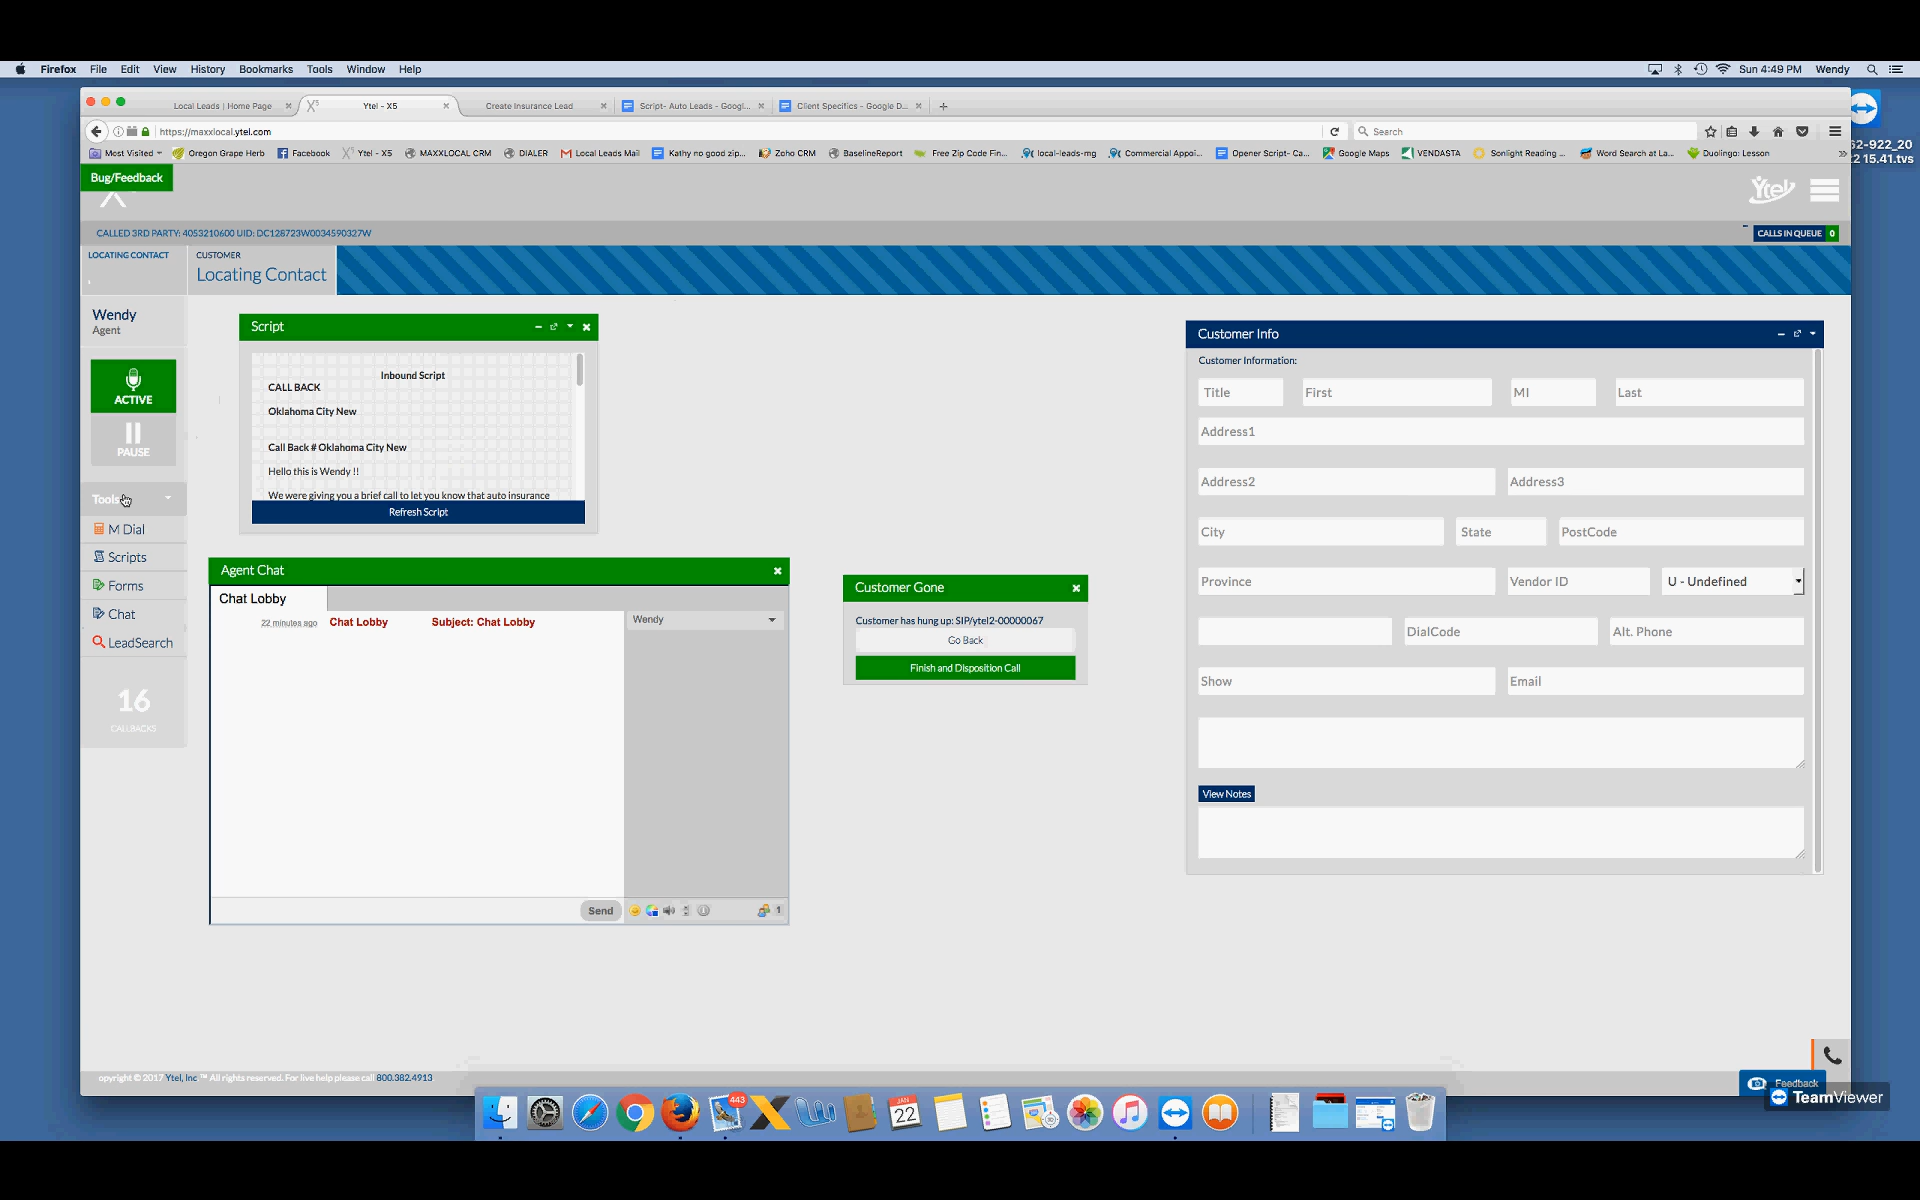 Firefox File Edit View History Bookmarks Tools Window Help
Sun 4:49 PM Wendy
Local Leads | Home Page
Ytel - X5
Create Insurance Lead
Script- Auto Leads - Googl...
Client Specifics - Google D...
https://maxxlocal.ytel.com
Search
62-922_20
2 15.41.tvs
Most Visited
Oregon Grape Herb
Facebook
Ytel - X5
MAXXLOCAL CRM
DIALER
Local Leads Mail
Kathy no good zip...
Zoho CRM
BaselineReport
Free Zip Code Fin...
local-leads-mg
Commercial Appoi...
Opener Script- Ca...
Google Maps
VENDASTA
Sonlight Reading ...
Word Search at La...
Duolingo: Lesson
Bug/Feedback
Ytel
CALLED 3RD PARTY: 4053210600 UID: DC128723W0034590327W
CALLS IN QUEUE 0
LOCATING CONTACT
CUSTOMER
Locating Contact
Wendy
Agent
ACTIVE
PAUSE
Tools
M Dial
Scripts
Forms
Chat
LeadSearch
16
CALLBACKS
Script
Inbound Script
CALL BACK
Oklahoma City New
Call Back # Oklahoma City New
Hello this is Wendy !!
We were giving you a brief call to let you know that auto insurance
Refresh Script
Agent Chat
Chat Lobby
22 minutes ago Chat Lobby Subject: Chat Lobby
Wendy
Send
1
Customer Gone
Customer has hung up: SIP/ytel2-00000067
Go Back
Finish and Disposition Call
Customer Info
Customer Information:
Title First MI Last
Address1
Address2 Address3
City State PostCode
Province Vendor ID U - Undefined
DialCode Alt. Phone
Show Email
View Notes
opyright © 2017 Ytel, Inc ™ All rights reserved. For live help please call 800.382.4913
Feedback
TeamViewer
443
JAN
22